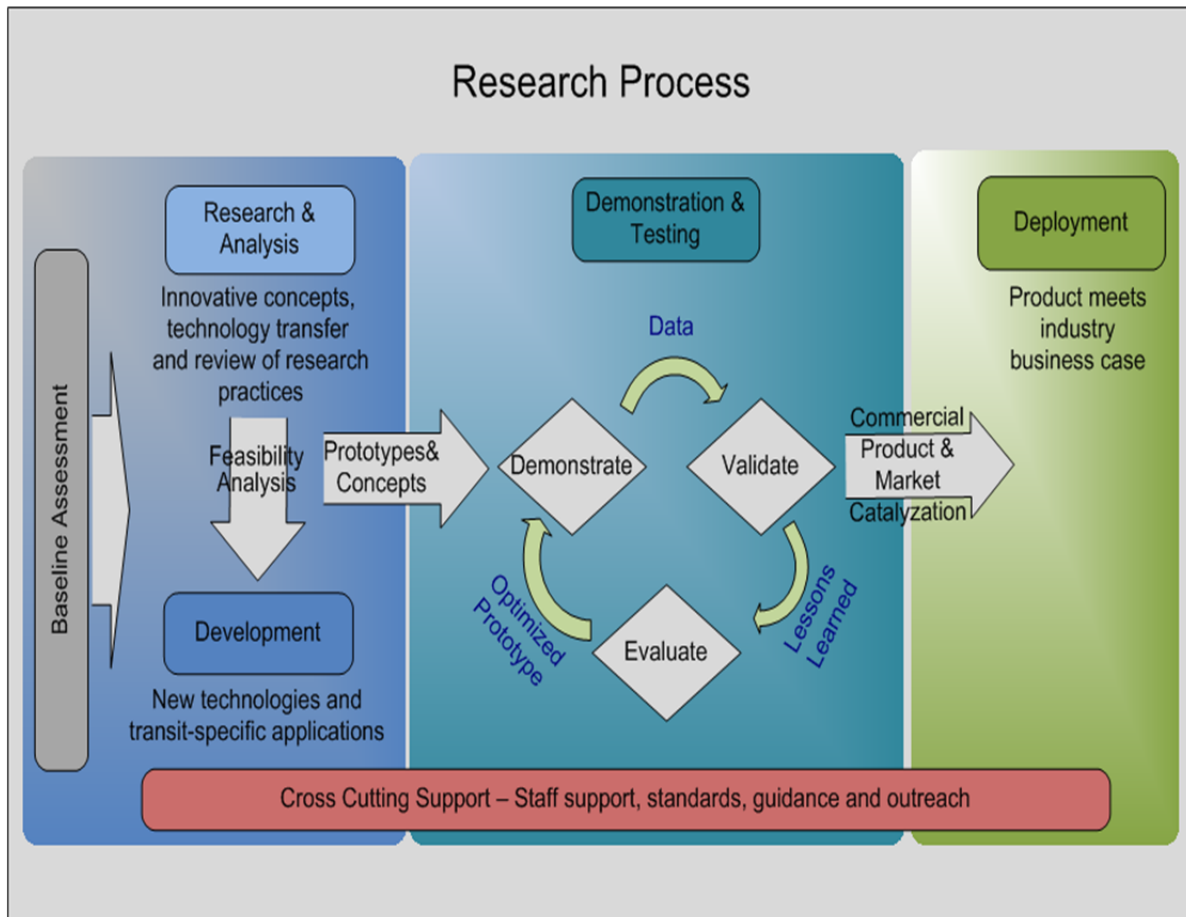 Research Process
Baseline Assessment
Research &
Analysis
Innovative concepts,
technology transfer
and review of research
practices
Feasibility
Analysis
Development
New technologies and
transit-specific applications
Prototypes&
Concepts
Demonstration &
Testing
Data
Demonstrate
Validate
Lessons
Learned
Evaluate
Optimized
Prototype
Commercial
Product &
Market
Catalyzation
Deployment
Product meets
industry
business case
Cross Cutting Support – Staff support, standards, guidance and outreach